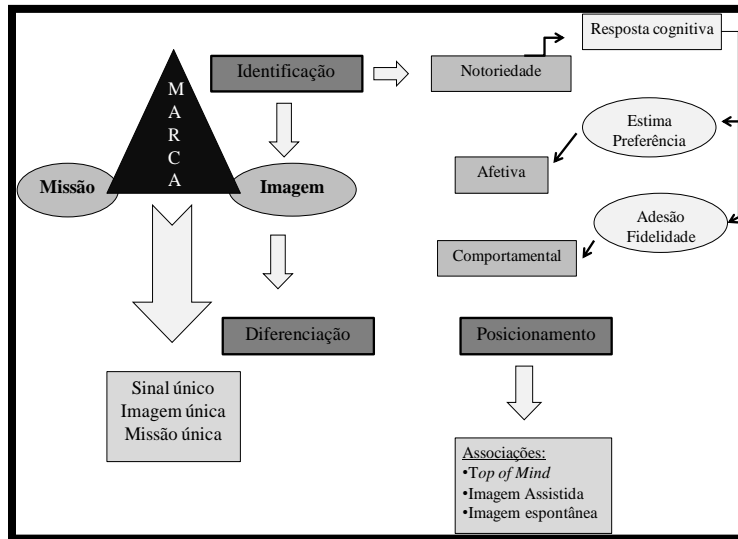 Resposta cognitiva
Identificação
Notoriedade
M
A
R
C
A
Estima
Preferência
Missão
Imagem
Afetiva
Adesão
Fidelidade
Comportamental
Diferenciação
Posicionamento
Sinal único
Imagem única
Missão única
Associações:
•Top of Mind
•Imagem Assistida
•Imagem espontânea